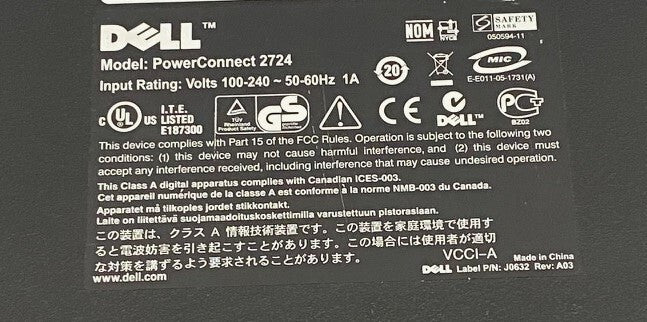 DELL™
Model: PowerConnect 2724
Input Rating: Volts 100-240 ~ 50-60Hz 1A
NOM NYCE
SAFETY MARK
050594-11
20
MIC
E-E011-05-1731(A)
c UL US LISTED
I.T.E.
E187300
TÜV
Rheinland
Product Safety
GS
geprüfte
Sicherheit
CE
DELL™
BZ02
This device complies with Part 15 of the FCC Rules. Operation is subject to the following two
conditions: (1) this device may not cause harmful interference, and (2) this device must
accept any interference received, including interference that may cause undesired operation.
This Class A digital apparatus complies with Canadian ICES-003.
Cet appareil numérique de la classe A est conforme à la norme NMB-003 du Canada.
Apparatet må tilkoples jordet stikkontakt.
Laite on liitettävä suojamaadoituskoskettimilla varustettuun pistorasiaan.
この装置は、クラス A 情報技術装置です。この装置を家庭環境で使用す
ると電波妨害を引き起こすことがあります。この場合には使用者が適切
な対策を講ずるよう要求されることがあります。
VCCI-A
www.dell.com
Made in China
DELL Label P/N: J0632 Rev: A03